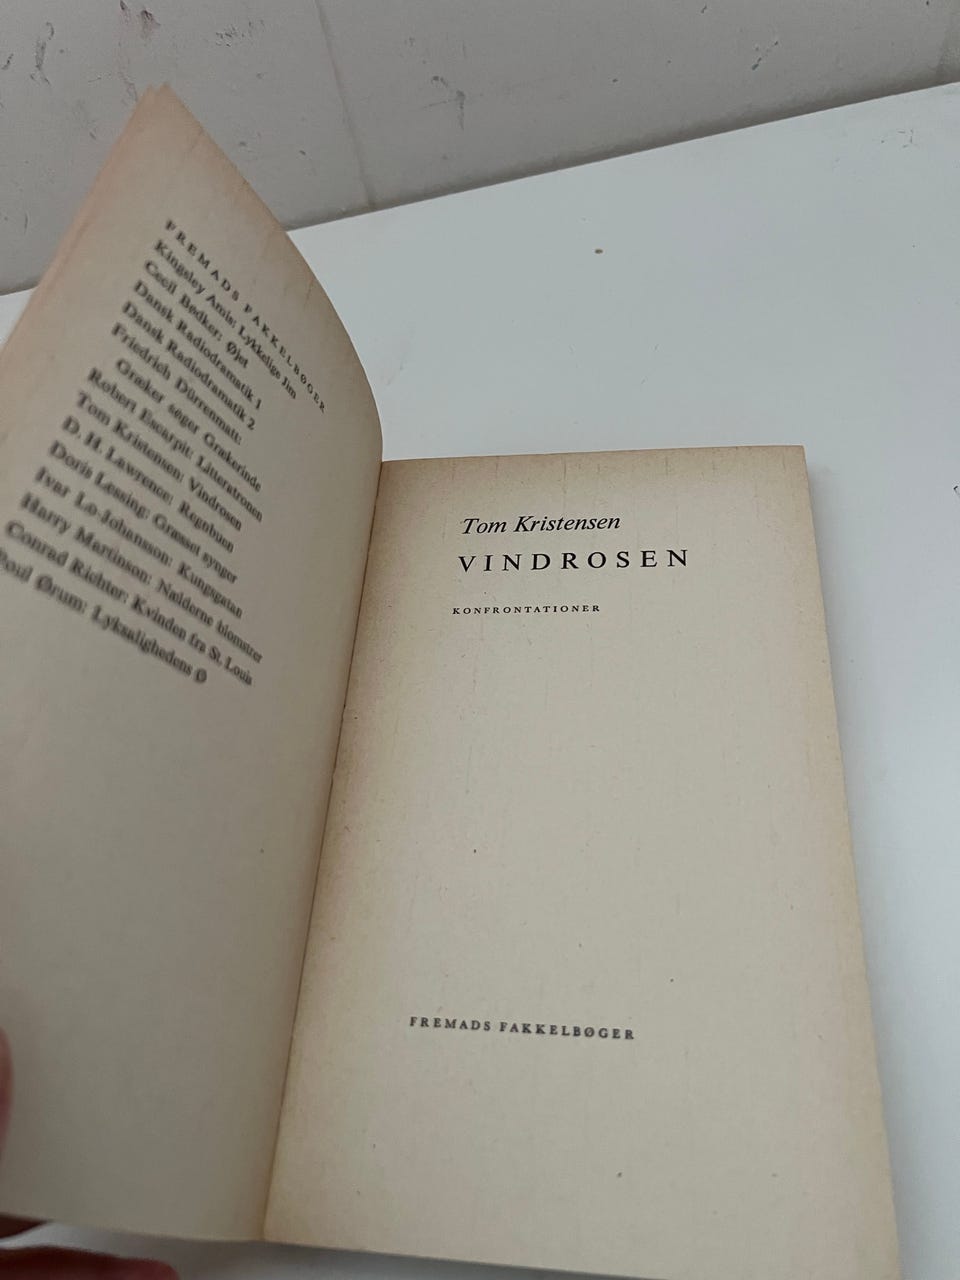 FREMADS FAKKELBØGER
Kingsley Amis: Lykkelige Jim
Cecil Bødker: Øjet
Dansk Radiodramatik 1
Dansk Radiodramatik 2
Friedrich Dürrenmatt:
Græker søger Grækerinde
Robert Escarpit: Litteratronen
Tom Kristensen: Vindrosen
D. H. Lawrence: Regnbuen
Doris Lessing: Græsset synger
Ivar Lo-Johansson: Kungsgatan
Harry Martinson: Nælderne blomstrer
Conrad Richter: Kvinden fra St. Louis
Poul Ørum: Lyksalighedens Ø
Tom Kristensen
VINDROSEN
KONFRONTATIONER
FREMADS FAKKELBØGER